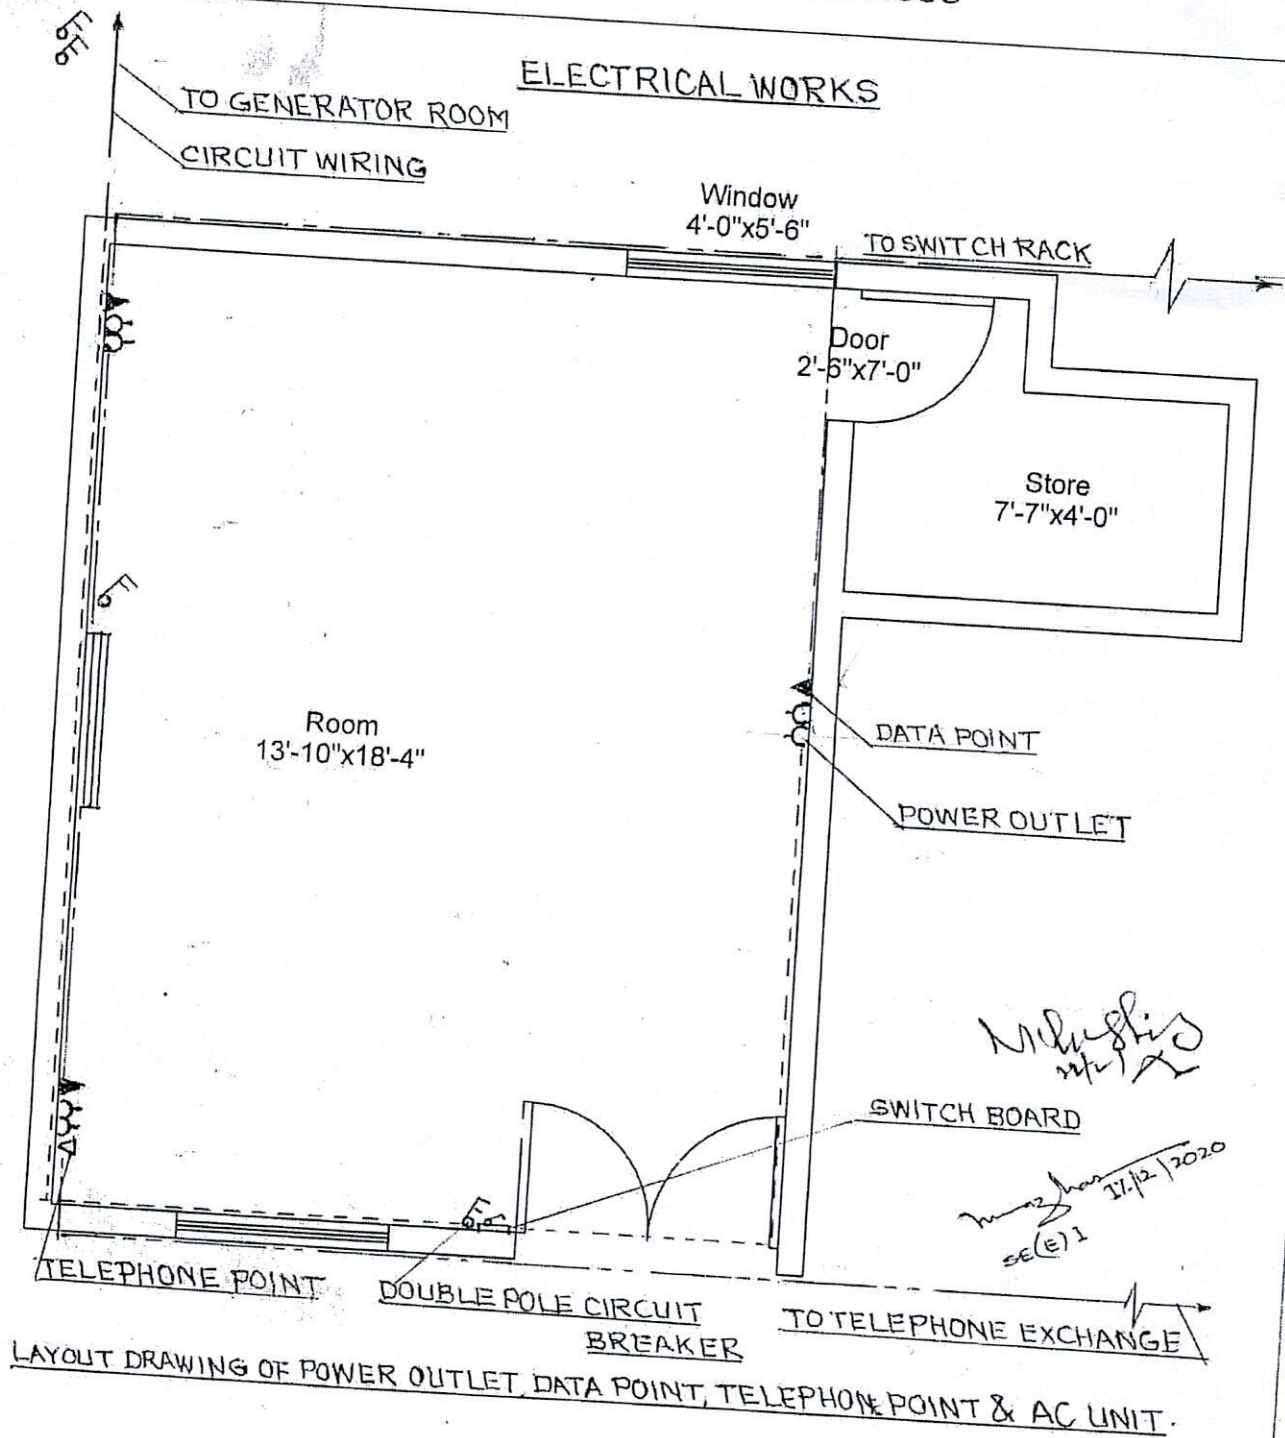 ELECTRICAL WORKS
TO GENERATOR ROOM
CIRCUIT WIRING
Window
4'-0"x5'-6"
TO SWITCH RACK
Door
2'-6"x7'-0"
Store
7'-7"x4'-0"
Room
13'-10"x18'-4"
DATA POINT
POWER OUTLET
SWITCH BOARD
17/12/2020
SE(E) I
TELEPHONE POINT
DOUBLE POLE CIRCUIT
BREAKER
TO TELEPHONE EXCHANGE
LAYOUT DRAWING OF POWER OUTLET, DATA POINT, TELEPHONE POINT & AC UNIT.